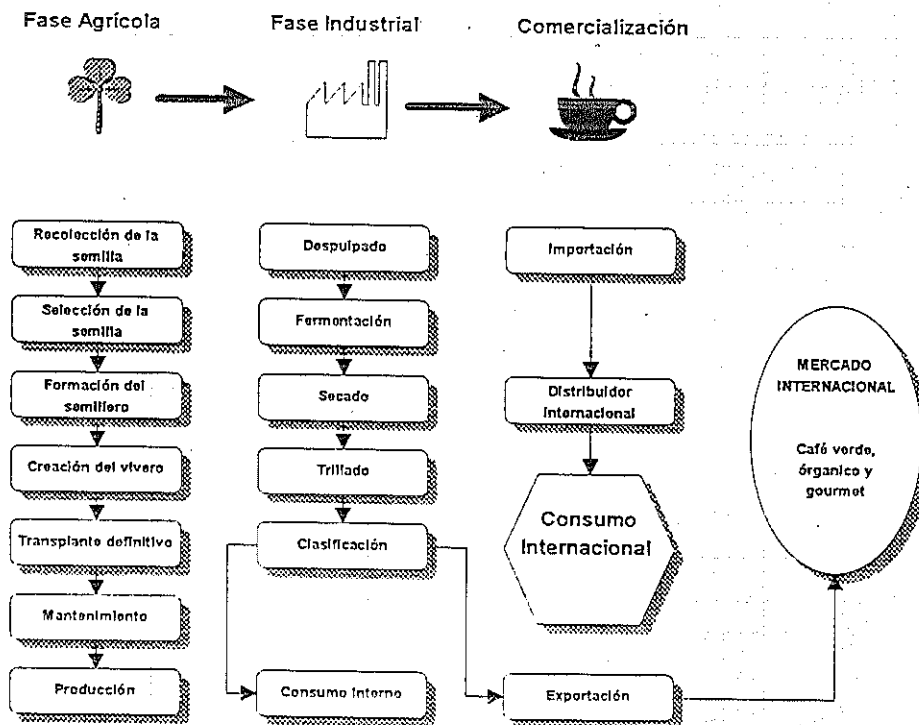 Fase Agrícola
Fase Industrial
Comercialización
Recolección de la
semilla
Selección de la
semilla
Formación del
semillero
Creación del vivero
Transplante definitivo
Mantenimiento
Producción
Despulpado
Fermentación
Secado
Trillado
Clasificación
Consumo Interno
Importación
Distribuidor
Internacional
Consumo
Internacional
Exportación
MERCADO
INTERNACIONAL
Café verde,
órganico y
gourmet